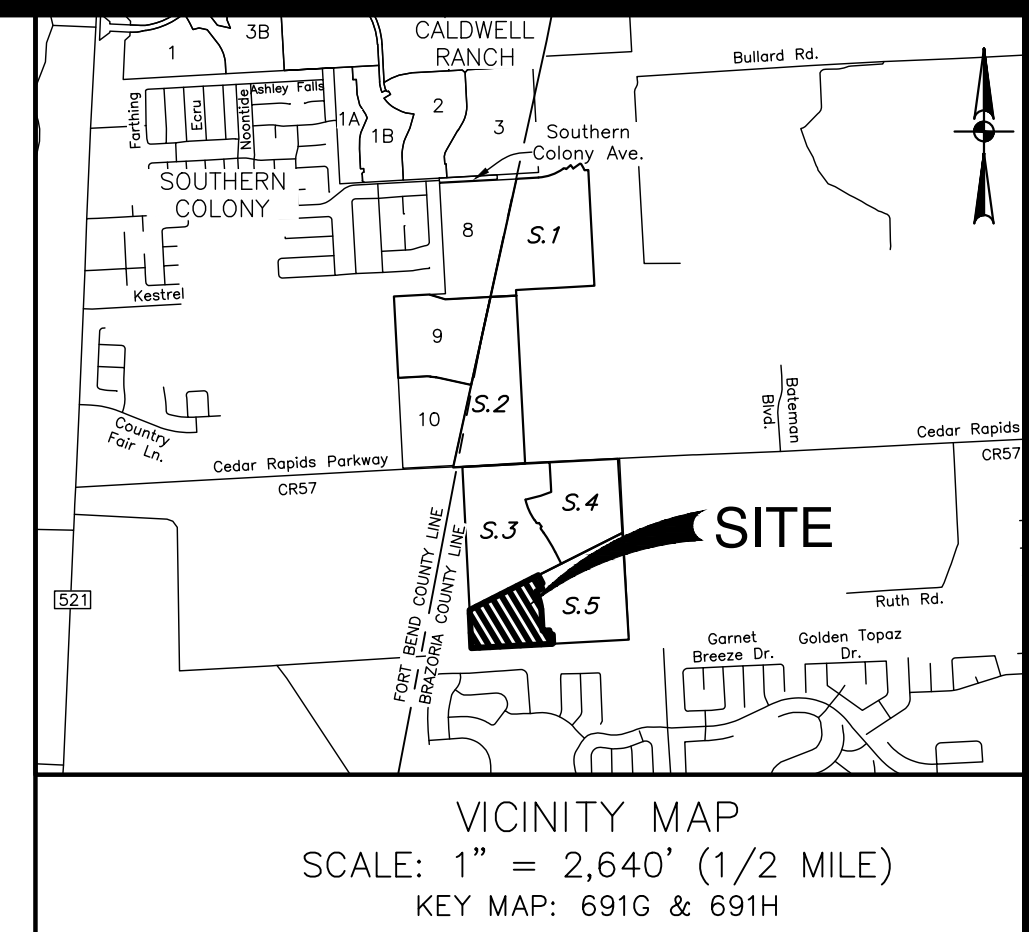 CALDWELL
RANCH
3B
1
Bullard Rd.
Ashley Falls
Farthing
Ecru
Noontide
1A
1B
2
3
Southern
Colony Ave.
SOUTHERN
COLONY
8
S.1
Kestrel
9
S.2
10
Country
Fair Ln.
Bateman
Blvd.
Cedar Rapids Parkway
CR57
Cedar Rapids
CR57
S.4
S.3
SITE
FORT BEND COUNTY LINE
BRAZORIA COUNTY LINE
521
S.5
Ruth Rd.
Garnet
Breeze Dr.
Golden Topaz
Dr.
VICINITY MAP
SCALE: 1" = 2,640' (1/2 MILE)
KEY MAP: 691G & 691H